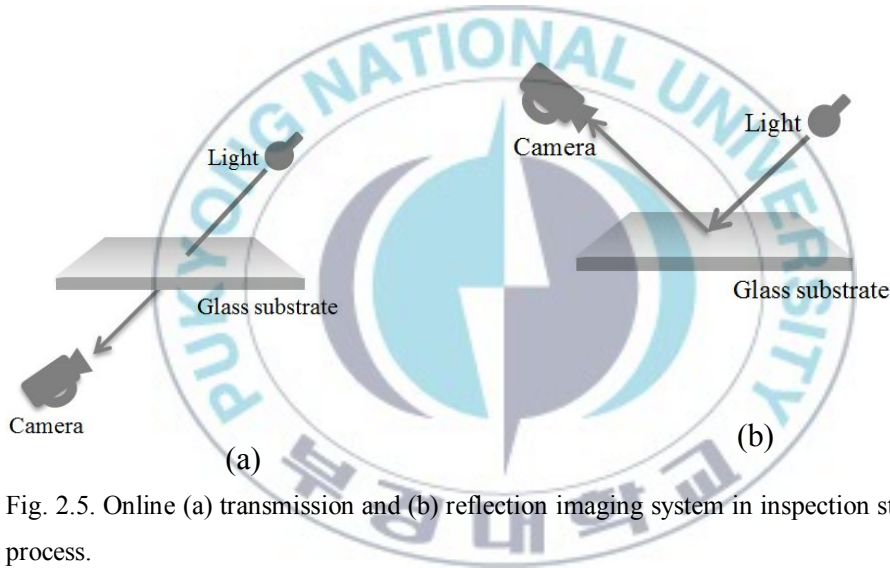 PUKYONG NATIONAL UNIVERSITY
Light
Camera
Light
Glass substrate
Glass substrate
Camera
(a)
(b)
부경대학교
Fig. 2.5. Online (a) transmission and (b) reflection imaging system in inspection
process.